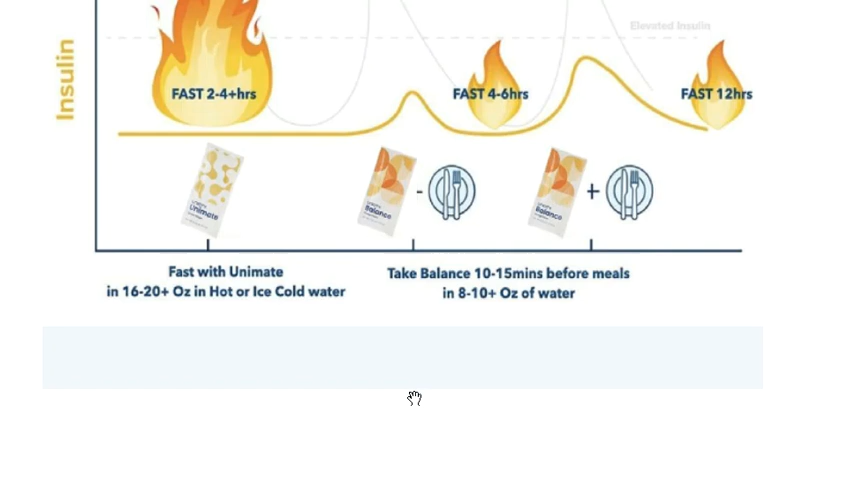 Elevated Insulin
Insulin
FAST 2-4+hrs
FAST 4-6hrs
FAST 12hrs
Unimate
Balance
-
Balance
+
Fast with Unimate
in 16-20+ Oz in Hot or Ice Cold water
Take Balance 10-15mins before meals
in 8-10+ Oz of water